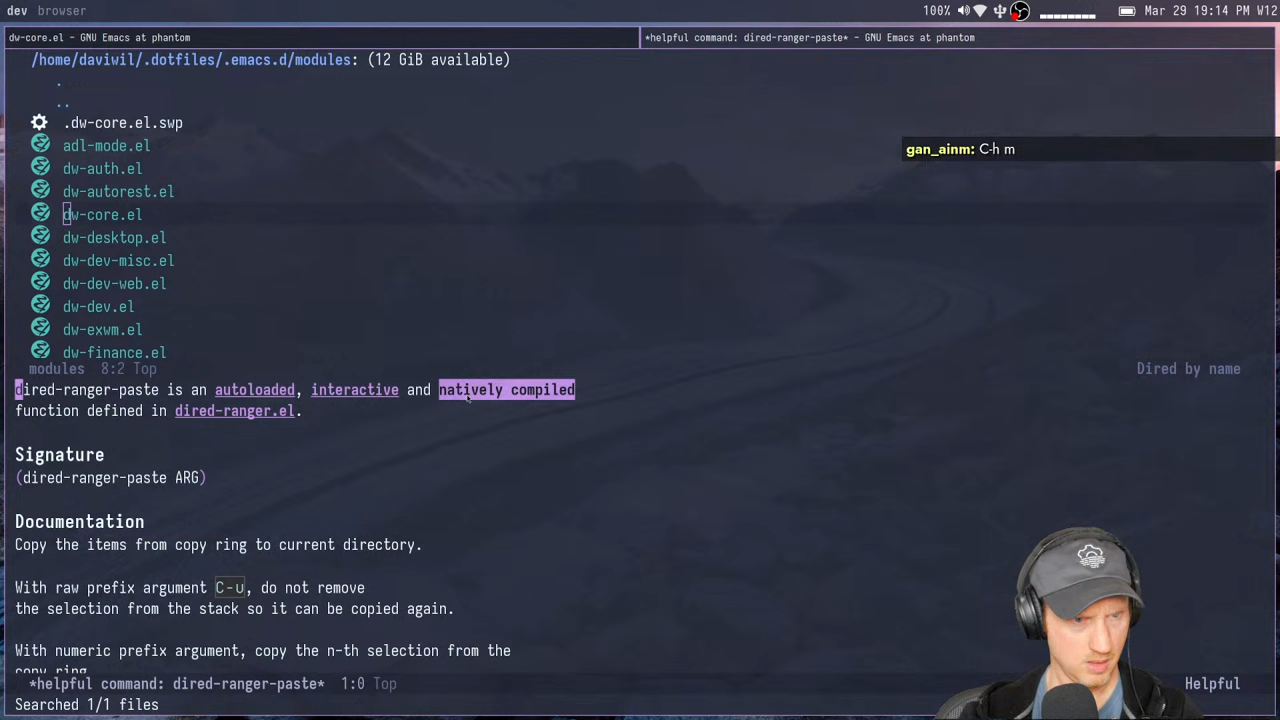 dev browser
100% Mar 29 19:14 PM W12
dw-core.el - GNU Emacs at phantom
*helpful command: dired-ranger-paste* - GNU Emacs at phantom
/home/daviwil/.dotfiles/.emacs.d/modules: (12 GiB available)
.
..
.dw-core.el.swp
adl-mode.el
gan_ainm: C-h m
dw-auth.el
dw-autorest.el
dw-core.el
dw-desktop.el
dw-dev-misc.el
dw-dev-web.el
dw-dev.el
dw-exwm.el
dw-finance.el
modules 8:2 Top Dired by name
dired-ranger-paste is an autoloaded, interactive and natively compiled
function defined in dired-ranger.el.
Signature
(dired-ranger-paste ARG)
Documentation
Copy the items from copy ring to current directory.
With raw prefix argument C-u, do not remove
the selection from the stack so it can be copied again.
With numeric prefix argument, copy the n-th selection from the
copy ring.
*helpful command: dired-ranger-paste* 1:0 Top Helpful
Searched 1/1 files